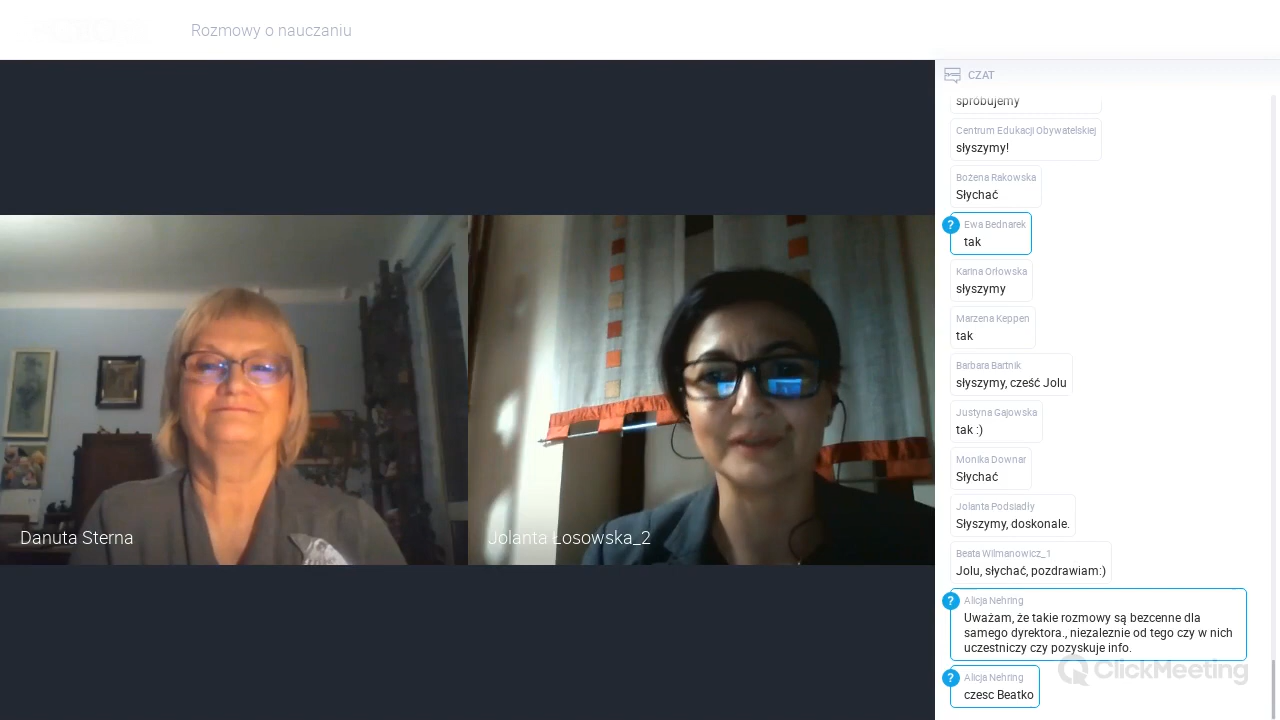 Rozmowy o nauczaniu
CZAT
spróbujemy
Centrum Edukacji Obywatelskiej
słyszymy!
Bożena Rakowska
Słychać
? Ewa Bednarek
tak
Karina Orłowska
słyszymy
Marzena Keppen
tak
Barbara Bartnik
słyszymy, cześć Jolu
Justyna Gajowska
tak :)
Monika Downar
Słychać
Jolanta Podsiadły
Słyszymy, doskonale.
Beata Wilmanowicz_1
Jolu, słychać, pozdrawiam:)
? Alicja Nehring
Uważam, że takie rozmowy są bezcenne dla
samego dyrektora., niezaleznie od tego czy w nich
uczestniczy czy pozyskuje info.
? Alicja Nehring
czesc Beatko
Danuta Sterna
Jolanta Łosowska_2
ClickMeeting